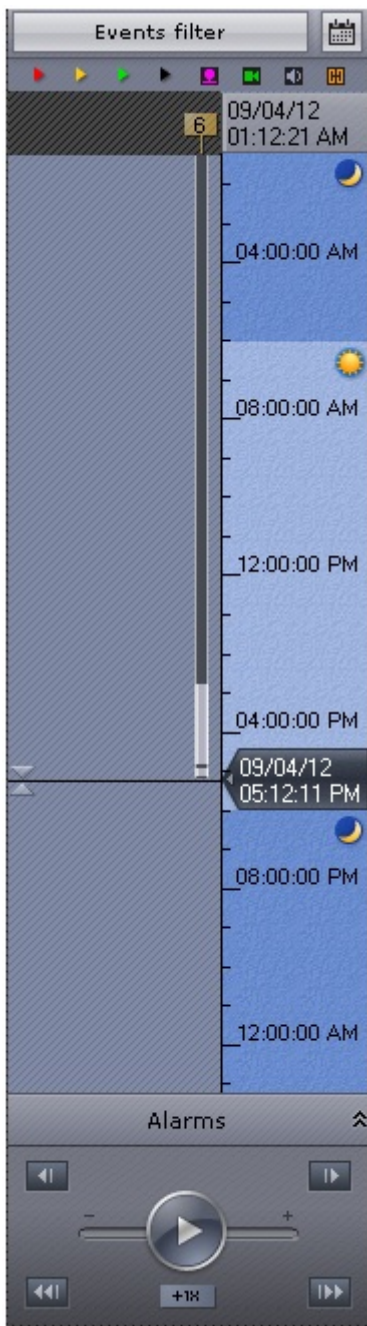 Events filter
6
09/04/12
01:12:21 AM
04:00:00 AM
08:00:00 AM
12:00:00 PM
04:00:00 PM
09/04/12
05:12:11 PM
08:00:00 PM
12:00:00 AM
Alarms
− +
+1X